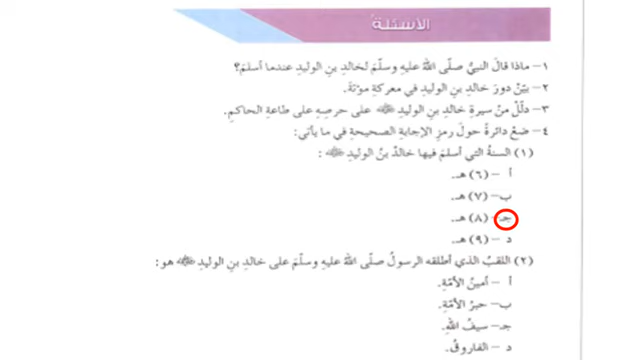 الأسئلة
١- ماذا قالَ النبيُّ صلّى اللهُ عليهِ وسلّمَ لخالدِ بنِ الوليدِ عندما أسلمَ؟
٢- بيّنْ دورَ خالدِ بنِ الوليدِ في معركةِ مؤتةَ.
٣- دلّلْ منْ سيرةِ خالدِ بنِ الوليدِ ﷺ على حرصِهِ على طاعةِ الحاكمِ.
٤- ضعْ دائرةً حولَ رمزِ الإجابةِ الصحيحةِ في ما يأتي:
(١) السنةُ التي أسلمَ فيها خالدُ بنُ الوليدِ :
أ - (٦) هـ.
ب- (٧) هـ.
جـ- (٨) هـ.
د - (٩) هـ.
(٢) اللقبُ الذي أطلقه الرسولُ صلّى اللهُ عليهِ وسلّمَ على خالدِ بنِ الوليدِ هو:
أ - أمينُ الأمّةِ.
ب- حبرُ الأمّةِ.
جـ- سيفُ اللهِ.
د - الفاروقُ.